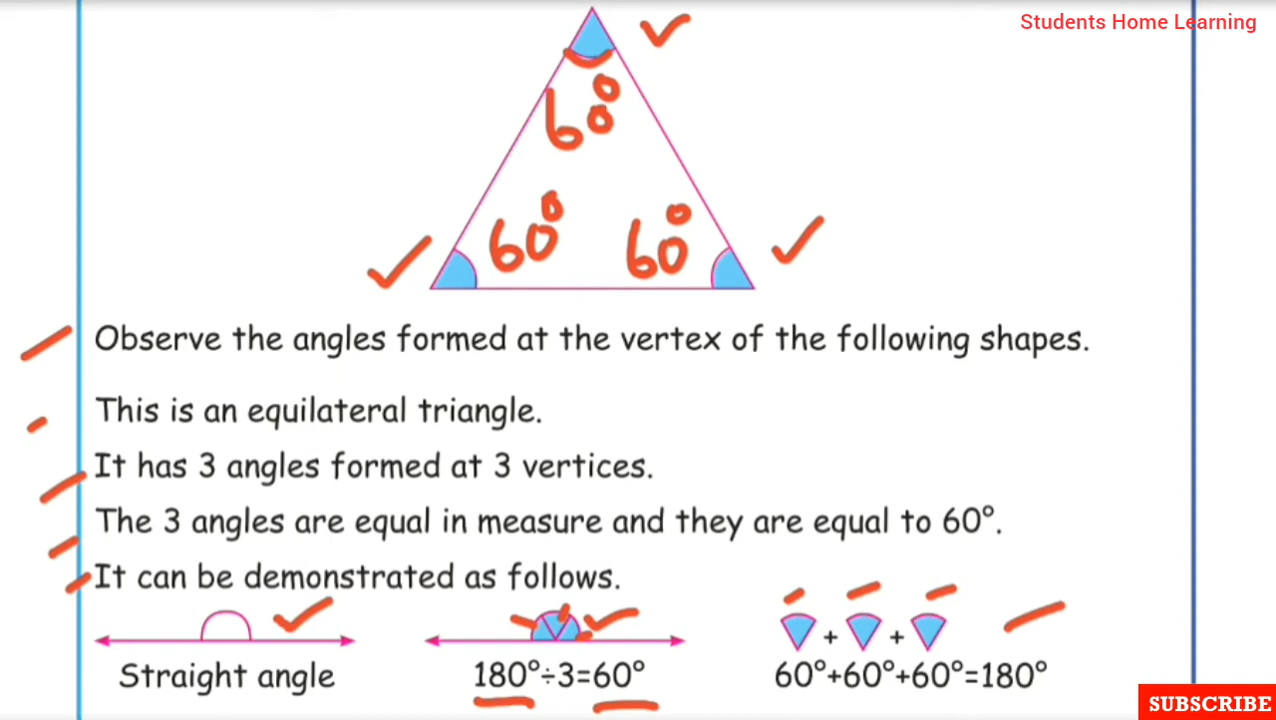 Students Home Learning
60°
60° 60°
Observe the angles formed at the vertex of the following shapes.
This is an equilateral triangle.
It has 3 angles formed at 3 vertices.
The 3 angles are equal in measure and they are equal to 60°.
It can be demonstrated as follows.
+ +
Straight angle 180°÷3=60° 60°+60°+60°=180°
SUBSCRIBE